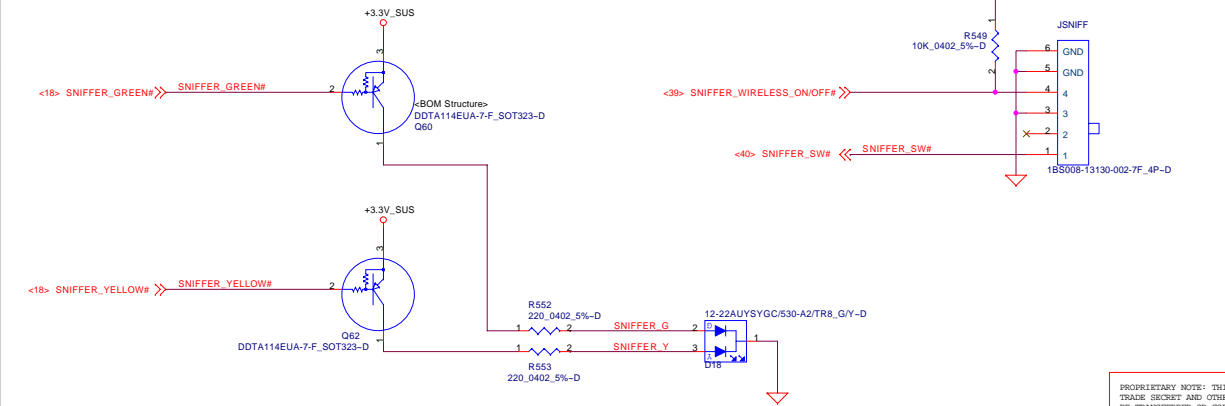 +3.3V_SUS
3
<18> SNIFFER_GREEN#
SNIFFER_GREEN#
2
<BOM Structure>
DDTA114EUA-7-F_SOT323~D
Q60
1
+3.3V_SUS
3
<18> SNIFFER_YELLOW#
SNIFFER_YELLOW#
2
Q62
DDTA114EUA-7-F_SOT323~D
1
R552
220_0402_5%~D
1
2
SNIFFER_G
2
1
2
SNIFFER_Y
3
R553
220_0402_5%~D
12-22AUYSYGC/530-A2/TR8_G/Y~D
G
Y
1
D18
1
R549
10K_0402_5%~D
2
JSNIFF
6
GND
5
GND
<39> SNIFFER_WIRELESS_ON/OFF#
4
4
3
3
2
2
<40> SNIFFER_SW#
SNIFFER_SW#
1
1
1BS008-13130-002-7F_4P~D
PROPRIETARY NOTE: THI
TRADE SECRET AND OTHE